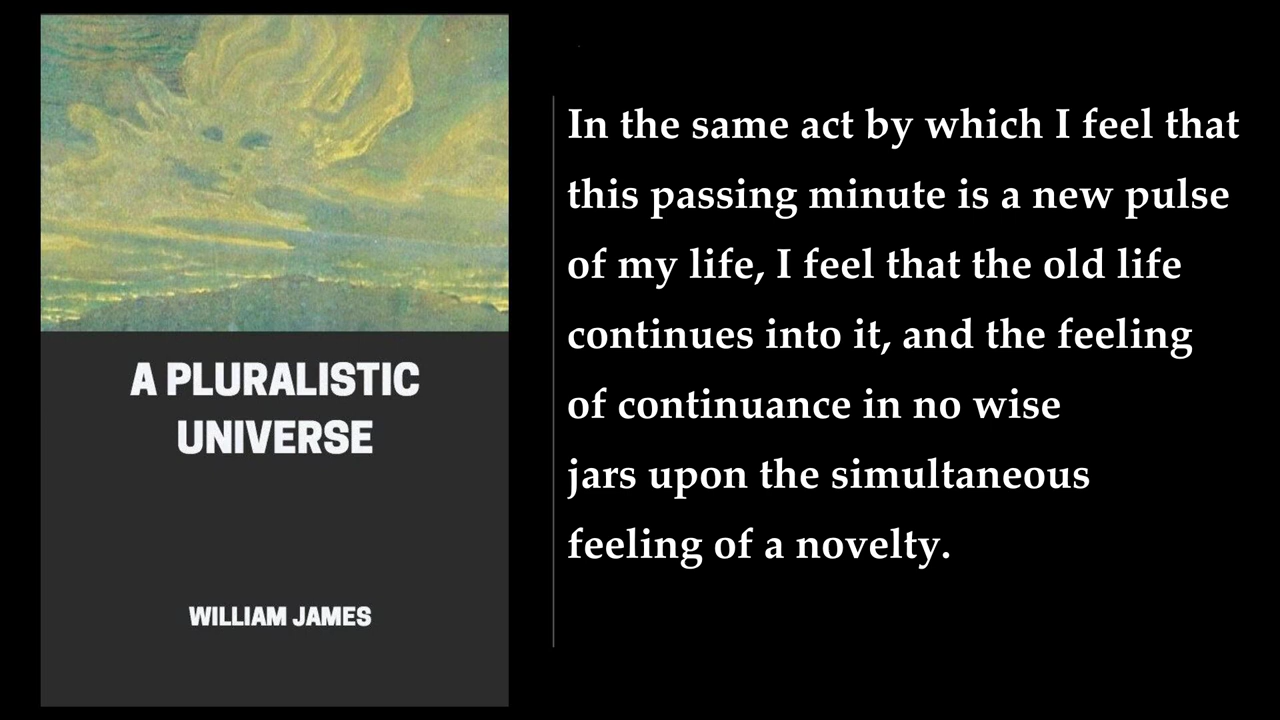 A PLURALISTIC
UNIVERSE
WILLIAM JAMES
In the same act by which I feel that
this passing minute is a new pulse
of my life, I feel that the old life
continues into it, and the feeling
of continuance in no wise
jars upon the simultaneous
feeling of a novelty.